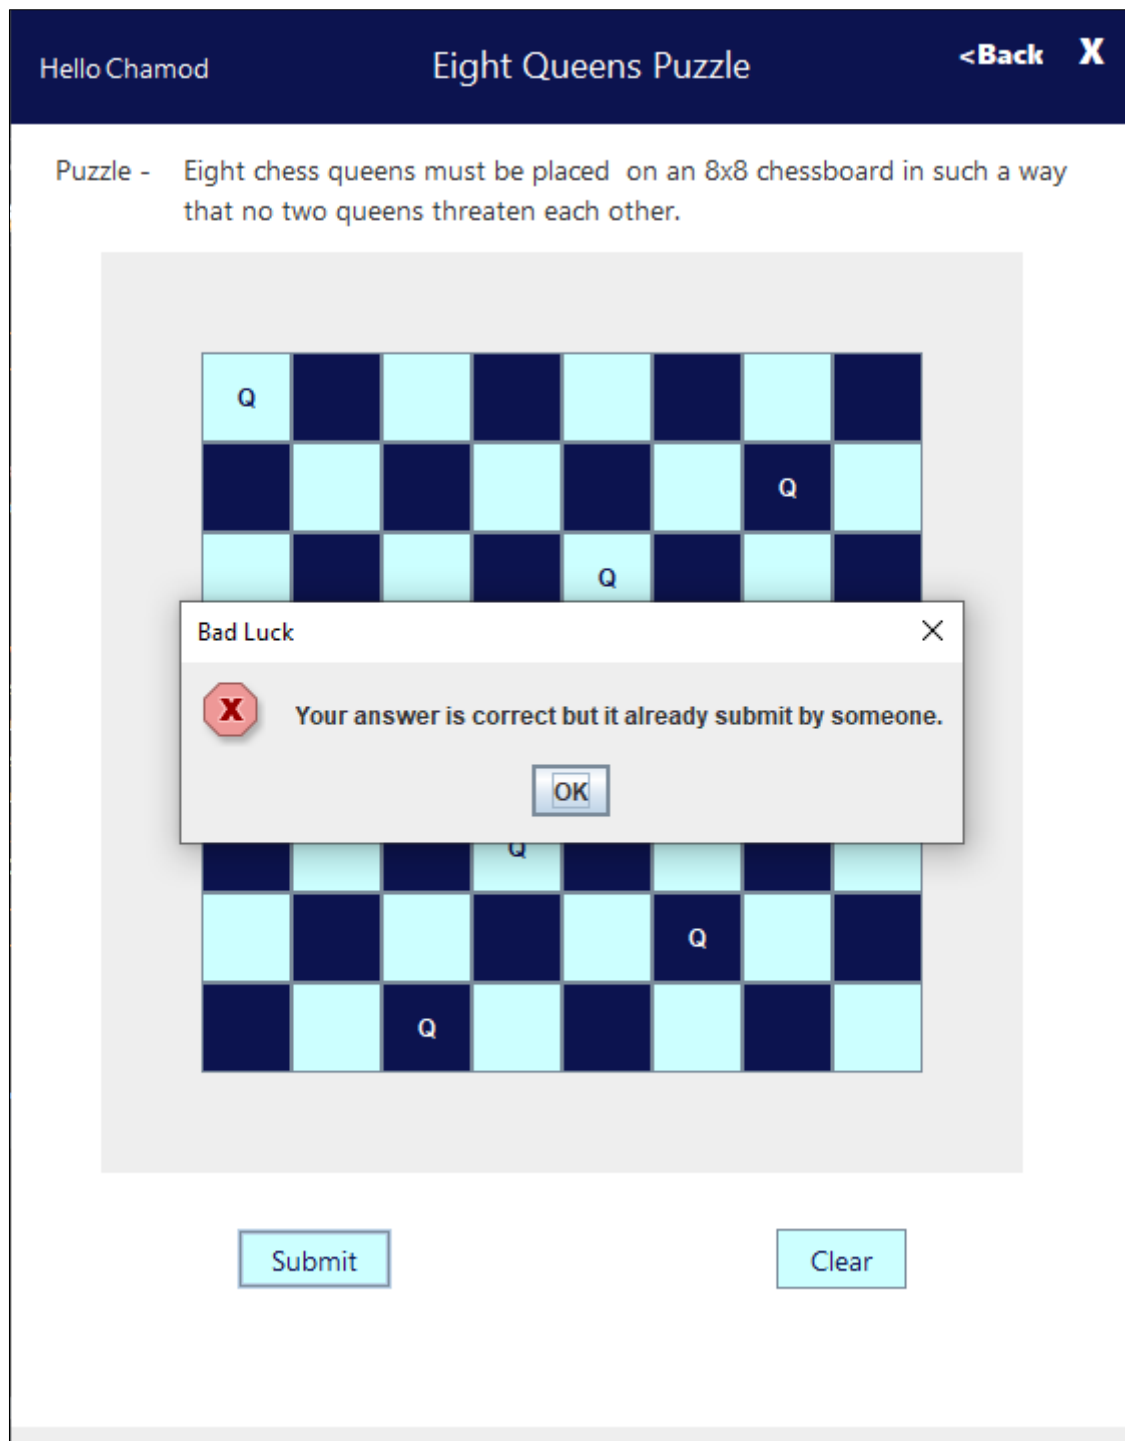 Hello Chamod
Eight Queens Puzzle
<Back X
Puzzle - Eight chess queens must be placed on an 8x8 chessboard in such a way
that no two queens threaten each other.
Q
Q
Q
Bad Luck
X
Your answer is correct but it already submit by someone.
OK
Q
Q
Q
Submit Clear